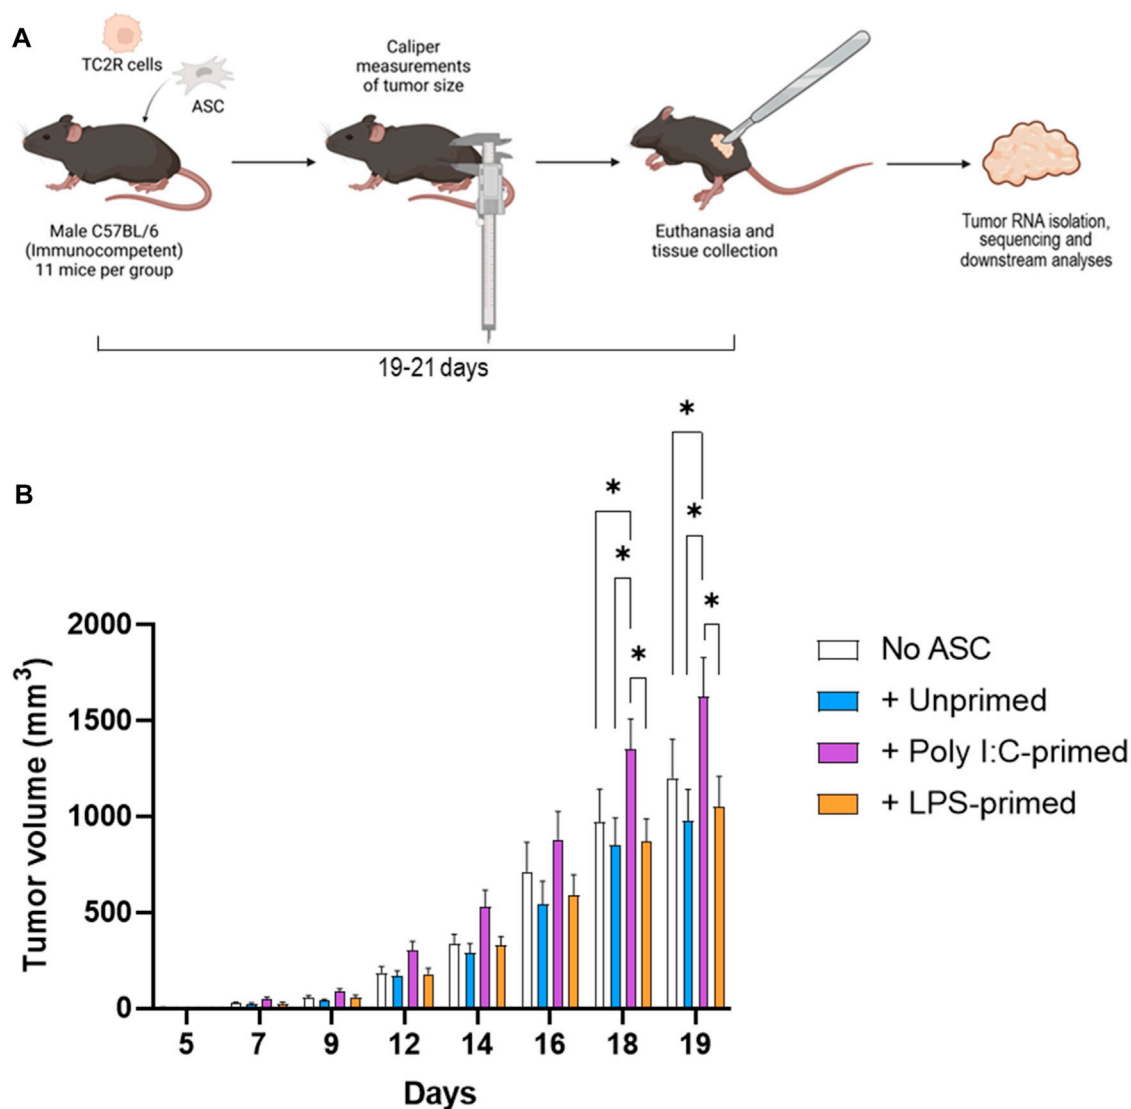 A
TC2R cells
ASC
Male C57BL/6
(Immunocompetent)
11 mice per group
Caliper
measurements
of tumor size
Euthanasia and
tissue collection
Tumor RNA isolation,
sequencing and
downstream analyses
19-21 days
B
* * * * * *
Tumor volume (mm³)
2000
1500
1000
500
0
5 7 9 12 14 16 18 19
Days
No ASC
+ Unprimed
+ Poly I:C-primed
+ LPS-primed